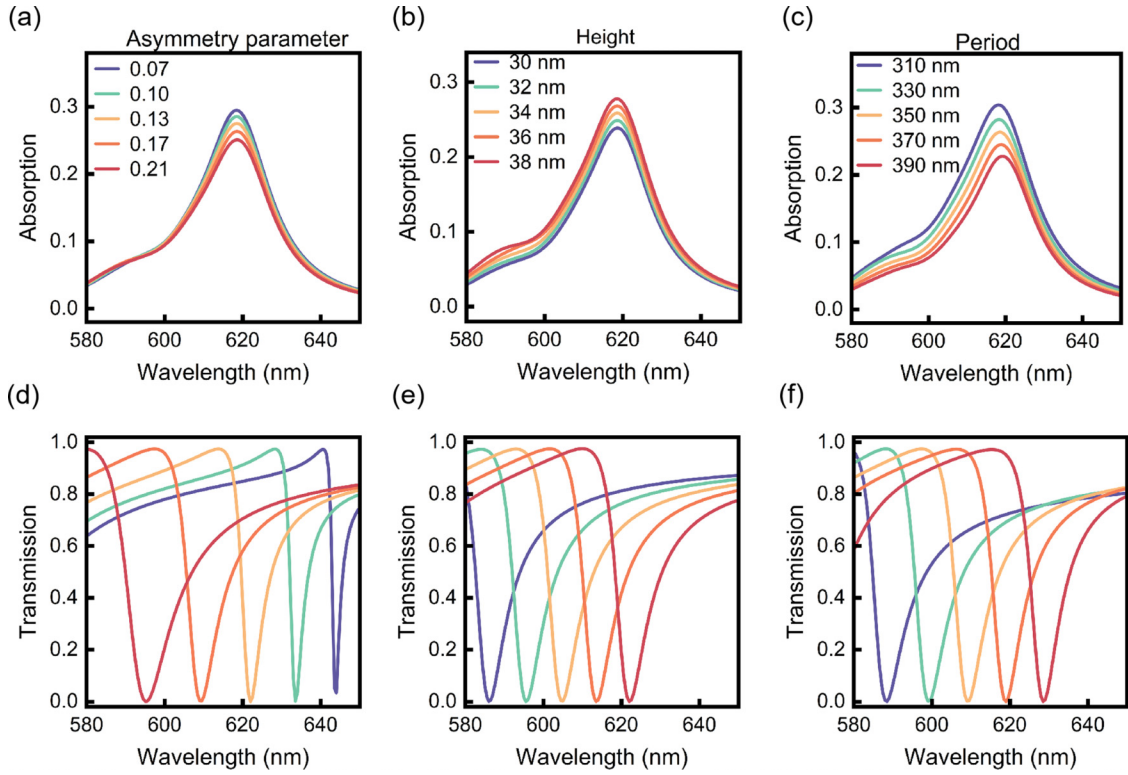 (a)
Asymmetry parameter
0.07
0.10
0.13
0.17
0.21
Absorption
0.3
0.2
0.1
0.0
580
600
620
640
Wavelength (nm)
(b)
Height
30 nm
32 nm
34 nm
36 nm
38 nm
Absorption
0.3
0.2
0.1
0.0
580
600
620
640
Wavelength (nm)
(c)
Period
310 nm
330 nm
350 nm
370 nm
390 nm
Absorption
0.3
0.2
0.1
0.0
580
600
620
640
Wavelength (nm)
(d)
Transmission
1.0
0.8
0.6
0.4
0.2
0.0
580
600
620
640
Wavelength (nm)
(e)
Transmission
1.0
0.8
0.6
0.4
0.2
0.0
580
600
620
640
Wavelength (nm)
(f)
Transmission
1.0
0.8
0.6
0.4
0.2
0.0
580
600
620
640
Wavelength (nm)